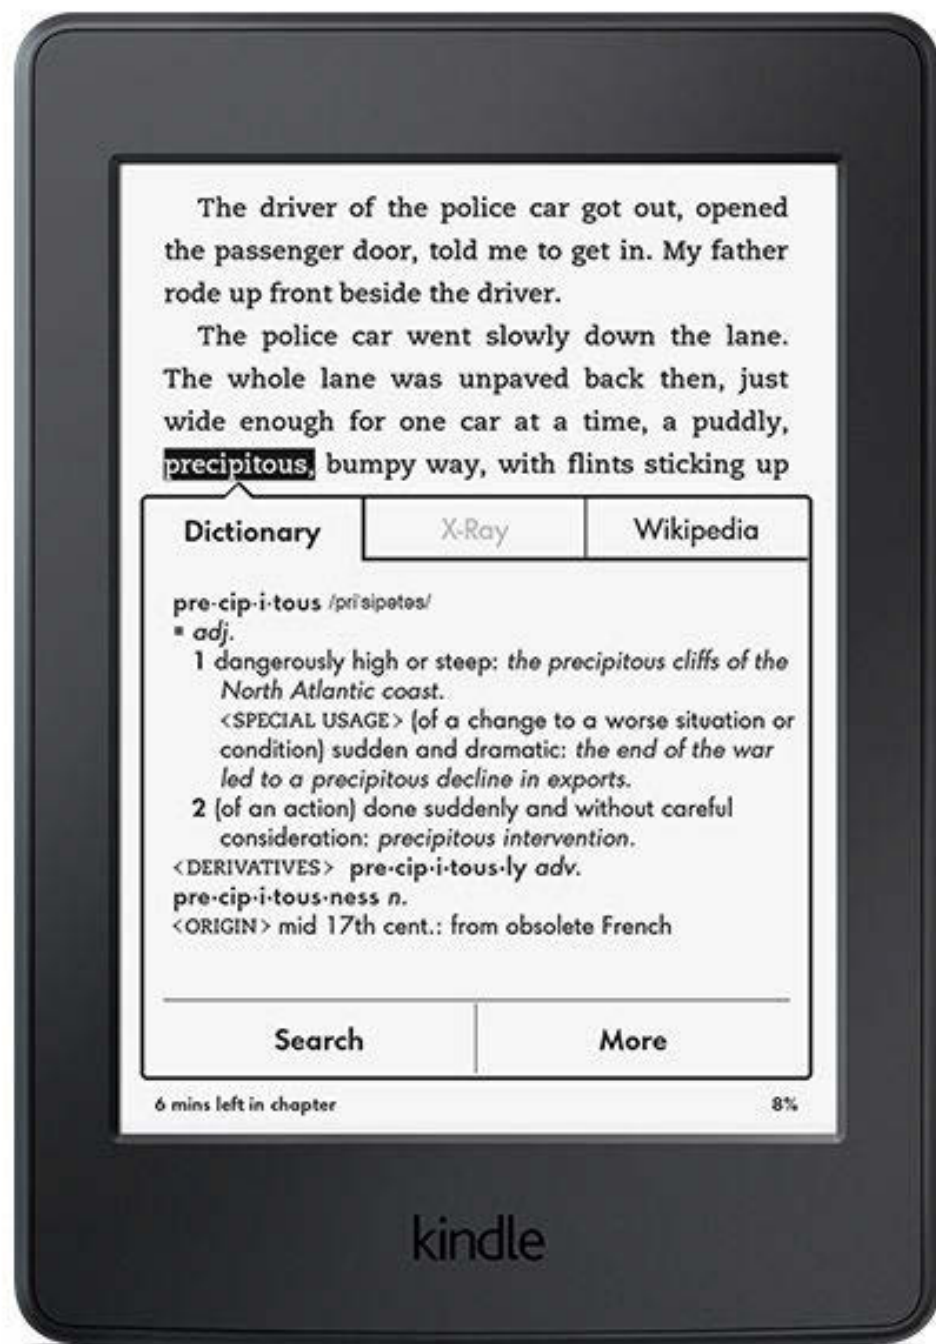 The driver of the police car got out, opened
the passenger door, told me to get in. My father
rode up front beside the driver.
The police car went slowly down the lane.
The whole lane was unpaved back then, just
wide enough for one car at a time, a puddly,
precipitous, bumpy way, with flints sticking up
Dictionary X-Ray Wikipedia
pre·cip·i·tous /priˈsipətəs/
▪ adj.
1 dangerously high or steep: the precipitous cliffs of the
North Atlantic coast.
<SPECIAL USAGE> (of a change to a worse situation or
condition) sudden and dramatic: the end of the war
led to a precipitous decline in exports.
2 (of an action) done suddenly and without careful
consideration: precipitous intervention.
<DERIVATIVES> pre·cip·i·tous·ly adv.
pre·cip·i·tous·ness n.
<ORIGIN> mid 17th cent.: from obsolete French
Search More
6 mins left in chapter 8%
kindle